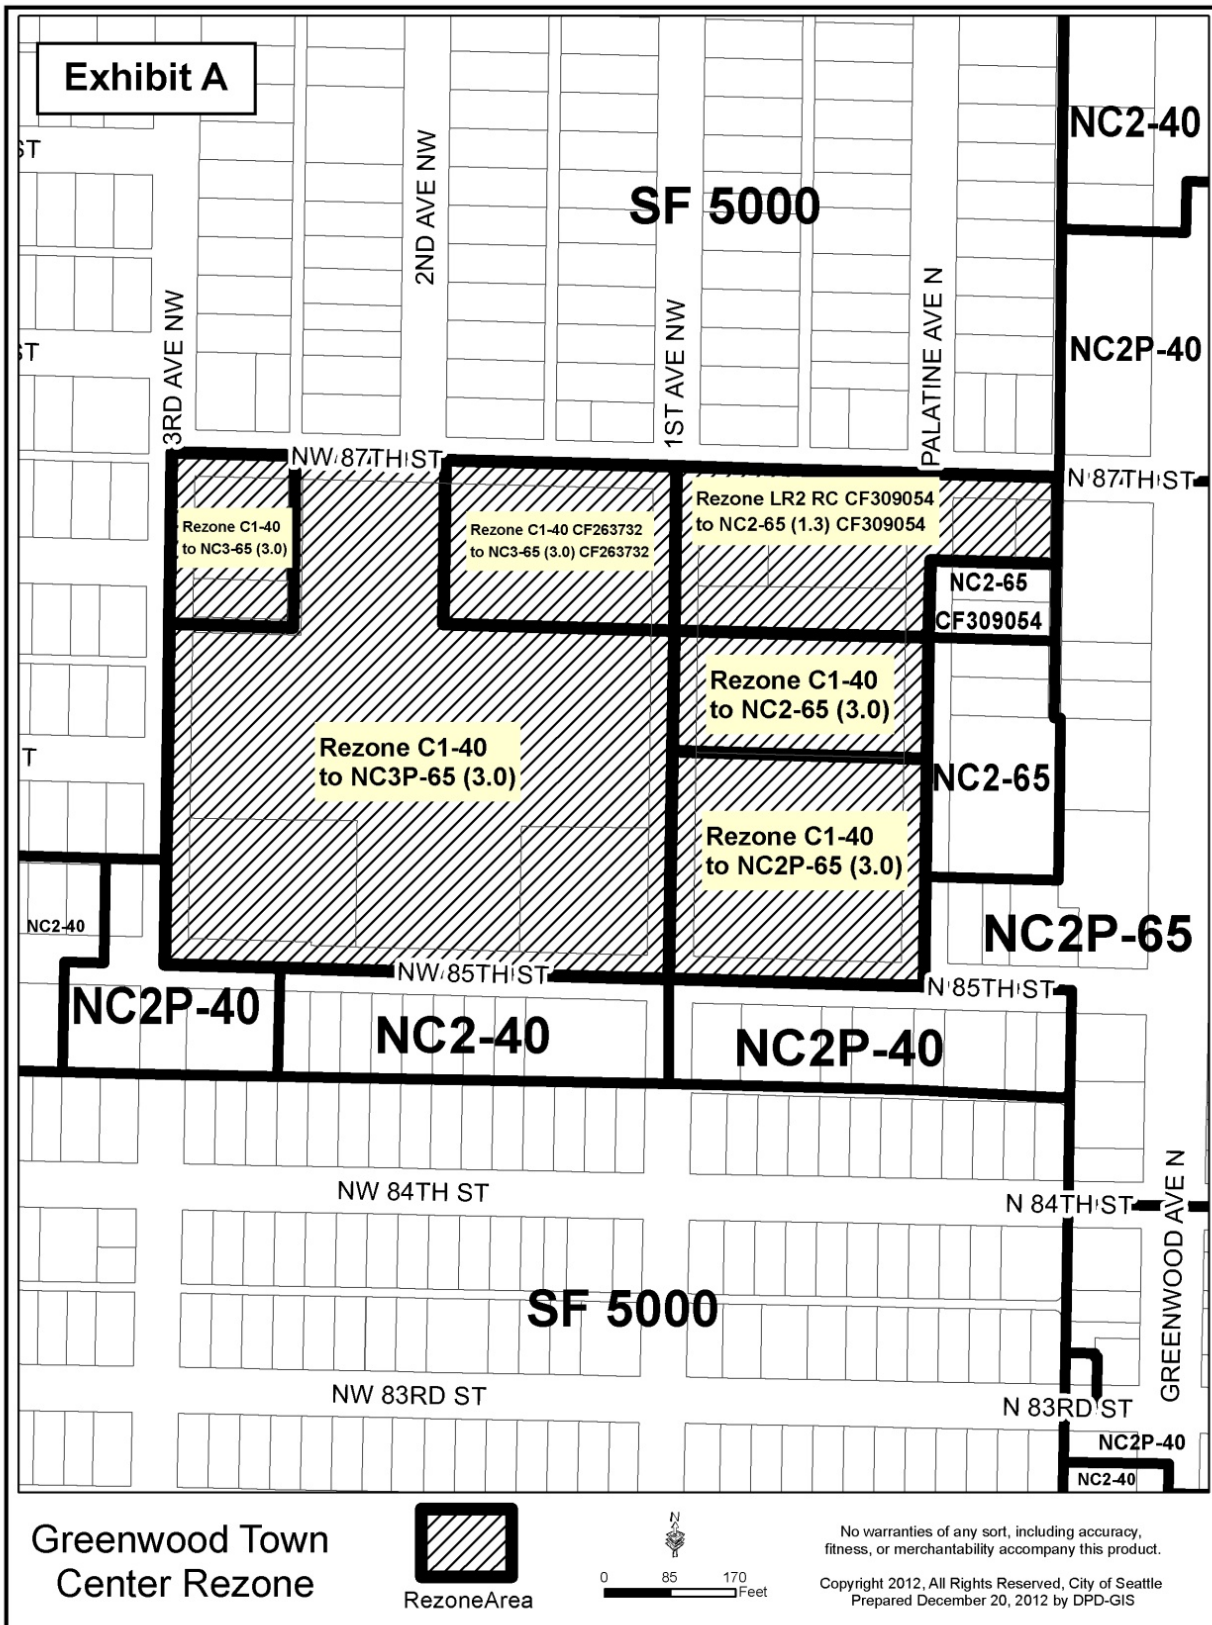 Exhibit A
NC2-40
ST
SF 5000
2ND AVE NW
3RD AVE NW
1ST AVE NW
PALATINE AVE N
ST
NC2P-40
NW 87TH ST
N 87TH ST
Rezone C1-40
to NC3-65 (3.0)
Rezone C1-40 CF263732
to NC3-65 (3.0) CF263732
Rezone LR2 RC CF309054
to NC2-65 (1.3) CF309054
NC2-65
CF309054
Rezone C1-40
to NC2-65 (3.0)
Rezone C1-40
to NC3P-65 (3.0)
T
NC2-65
Rezone C1-40
to NC2P-65 (3.0)
NC2-40
NC2P-65
NW 85TH ST
N 85TH ST
NC2P-40
NC2-40
NC2P-40
NW 84TH ST
N 84TH ST
GREENWOOD AVE N
SF 5000
NW 83RD ST
N 83RD ST
NC2P-40
NC2-40
Greenwood Town
Center Rezone
RezoneArea
N
0 85 170
Feet
No warranties of any sort, including accuracy,
fitness, or merchantability accompany this product.
Copyright 2012, All Rights Reserved, City of Seattle
Prepared December 20, 2012 by DPD-GIS